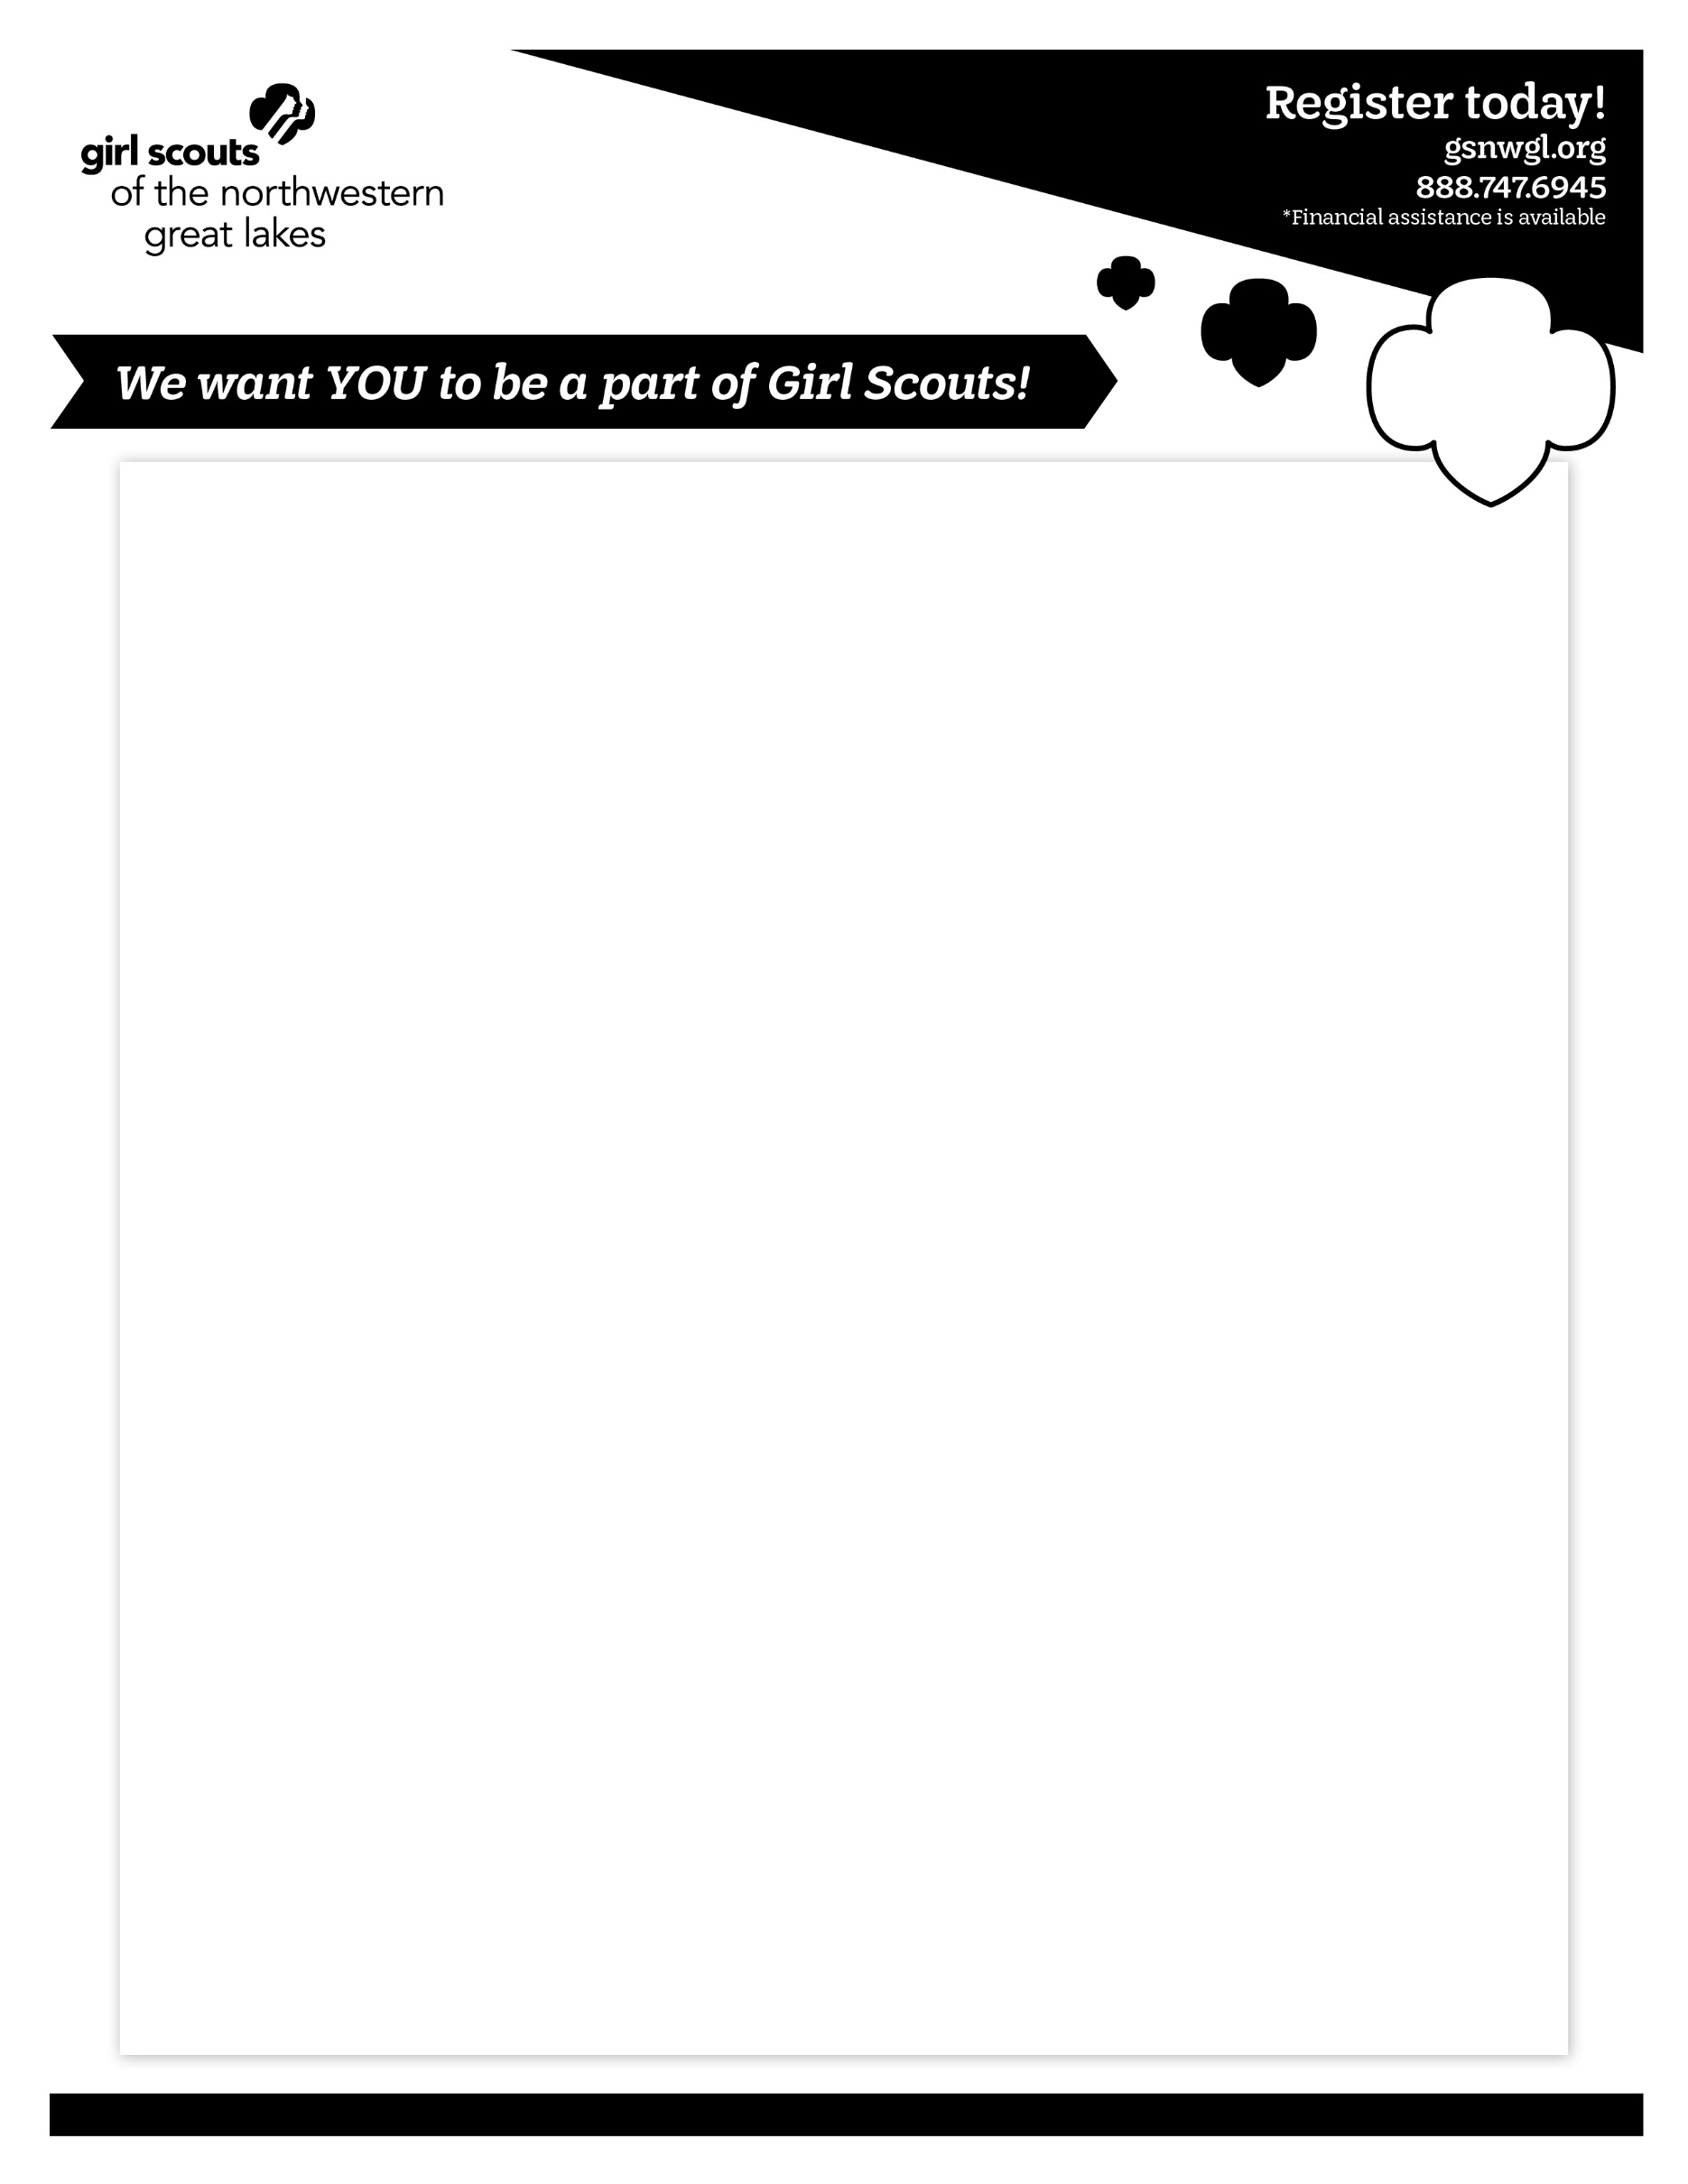 girl scouts
of the northwestern
great lakes
Register today!
gsnwgl.org
888.747.6945
*Financial assistance is available
We want YOU to be a part of Girl Scouts!